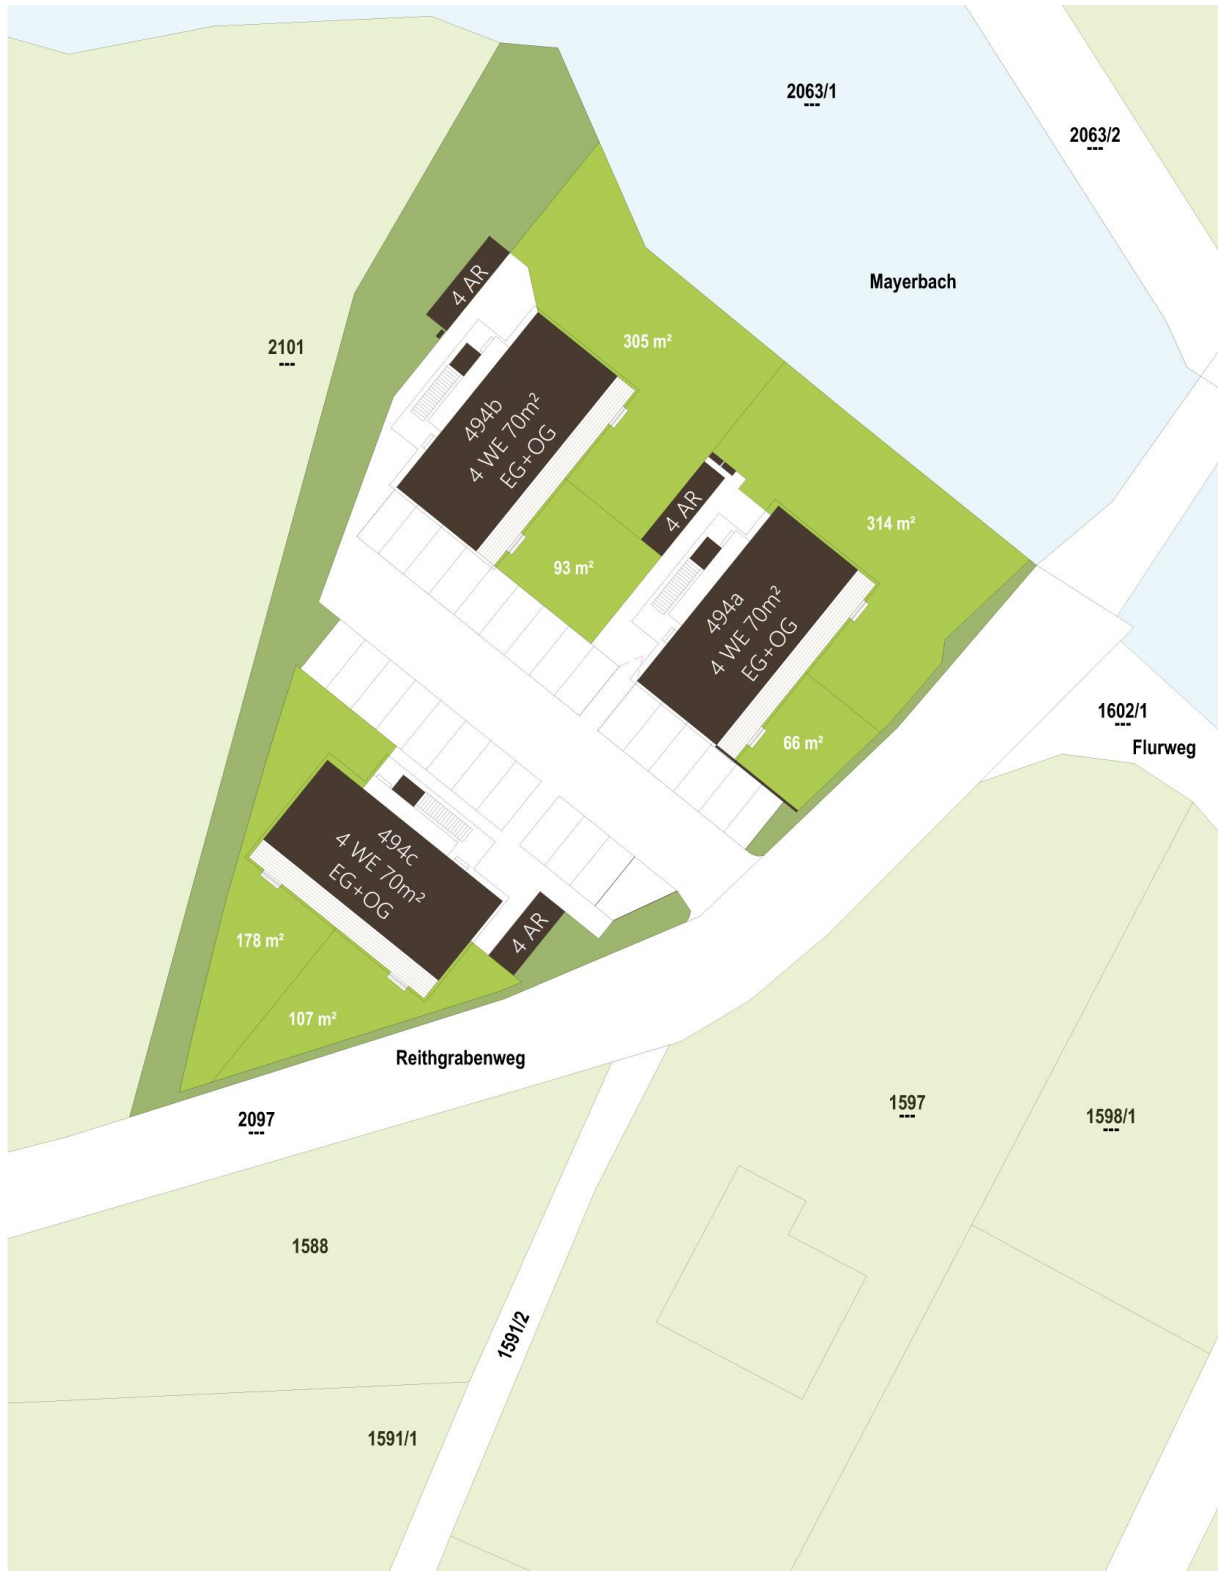 2063/1
---
2063/2
---
Mayerbach
4 AR
2101
---
305 m²
494b
4 WE 70m²
EG+OG
4 AR
314 m²
93 m²
494a
4 WE 70m²
EG+OG
1602/1
---
Flurweg
66 m²
494c
4 WE 70m²
EG+OG
4 AR
178 m²
107 m²
Reithgrabenweg
2097
---
1597
---
1598/1
---
1588
1591/2
1591/1